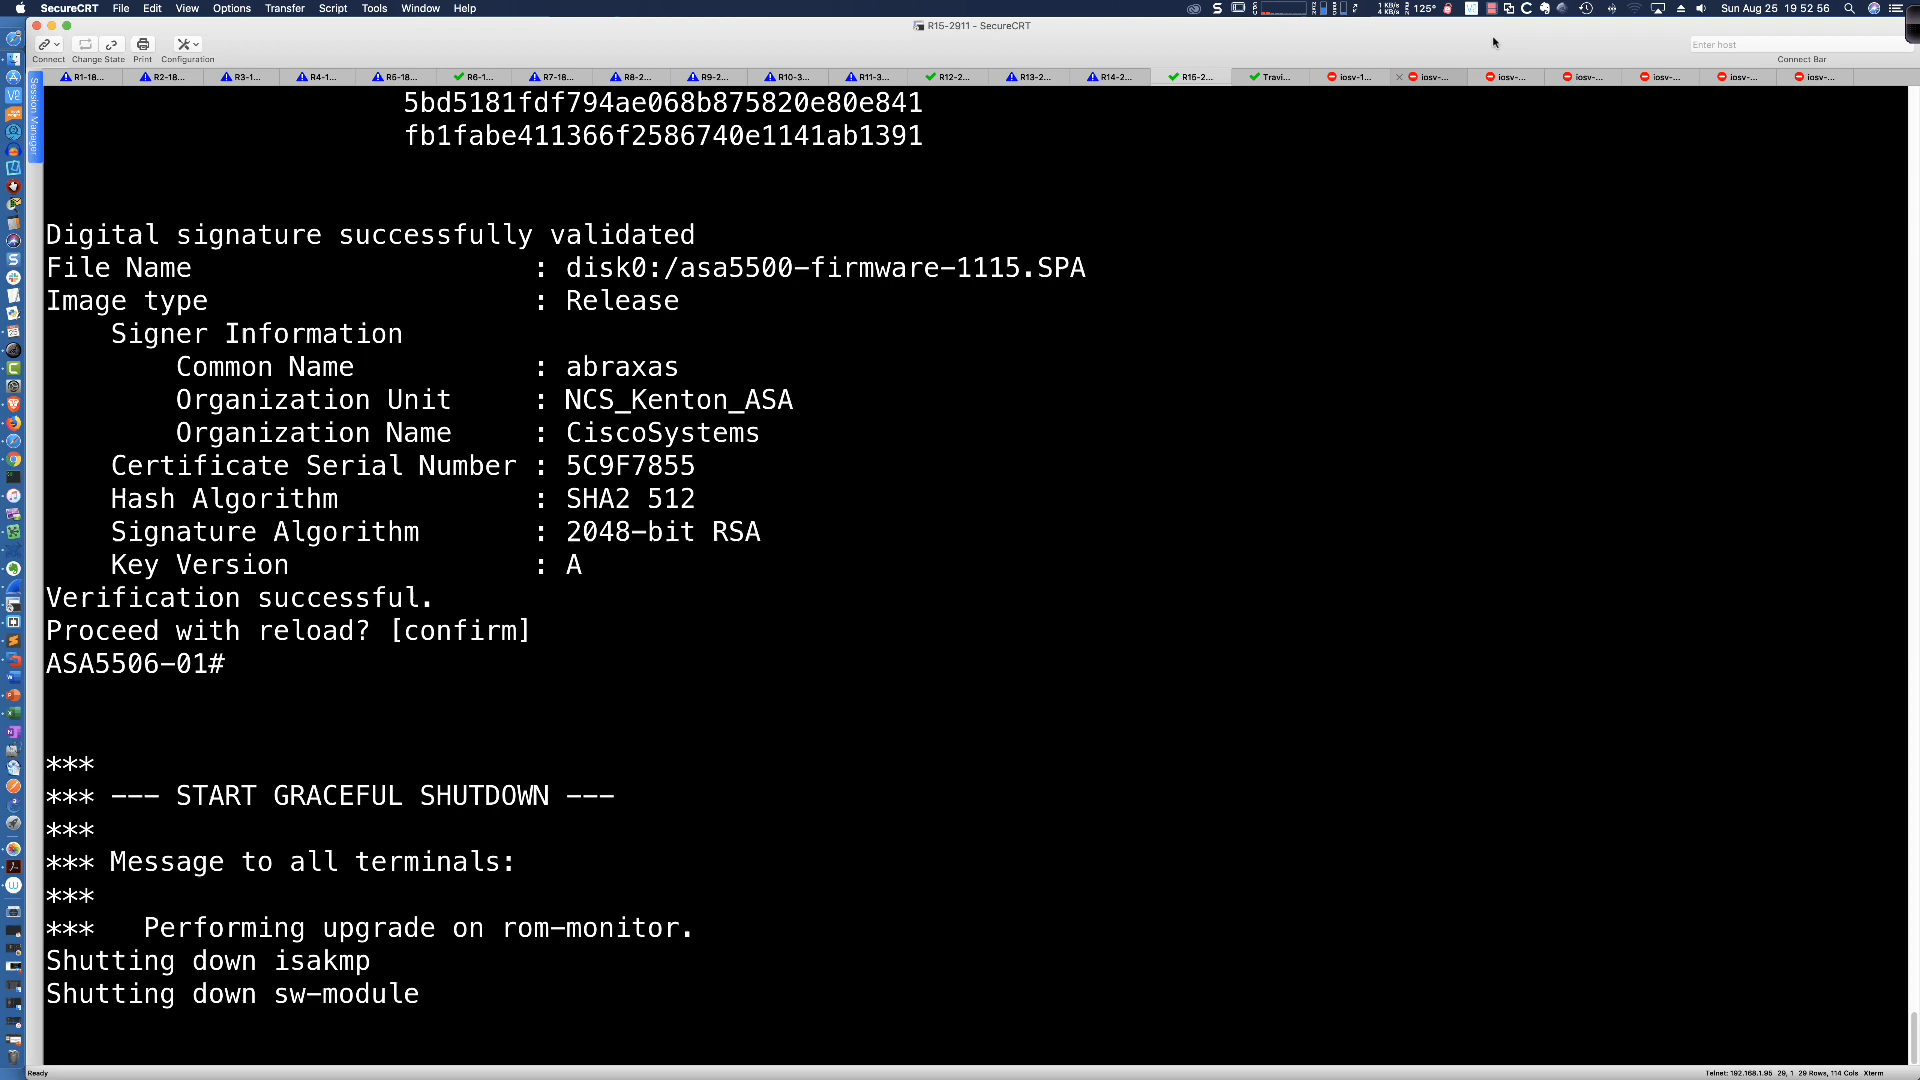 SecureCRT File Edit View Options Transfer Script Tools Window Help
125° Sun Aug 25 19 52 56
R15-2911 - SecureCRT
Enter host
Connect Change State Print Configuration Connect Bar
R1-18... R2-18... R3-1... R4-1... R5-18... R6-1... R7-18... R8-2... R9-2... R10-3... R11-3... R12-2... R13-2... R14-2... R15-2... Travi... iosv-1... iosv-... iosv-... iosv-... iosv-... iosv-... iosv-...
Session Manager
5bd5181fdf794ae068b875820e80e841
fb1fabe411366f2586740e1141ab1391
Digital signature successfully validated
File Name : disk0:/asa5500-firmware-1115.SPA
Image type : Release
Signer Information
Common Name : abraxas
Organization Unit : NCS_Kenton_ASA
Organization Name : CiscoSystems
Certificate Serial Number : 5C9F7855
Hash Algorithm : SHA2 512
Signature Algorithm : 2048-bit RSA
Key Version : A
Verification successful.
Proceed with reload? [confirm]
ASA5506-01#
***
*** --- START GRACEFUL SHUTDOWN ---
***
*** Message to all terminals:
***
*** Performing upgrade on rom-monitor.
Shutting down isakmp
Shutting down sw-module
Ready
Telnet: 192.168.1.95 29, 1 29 Rows, 114 Cols Xterm